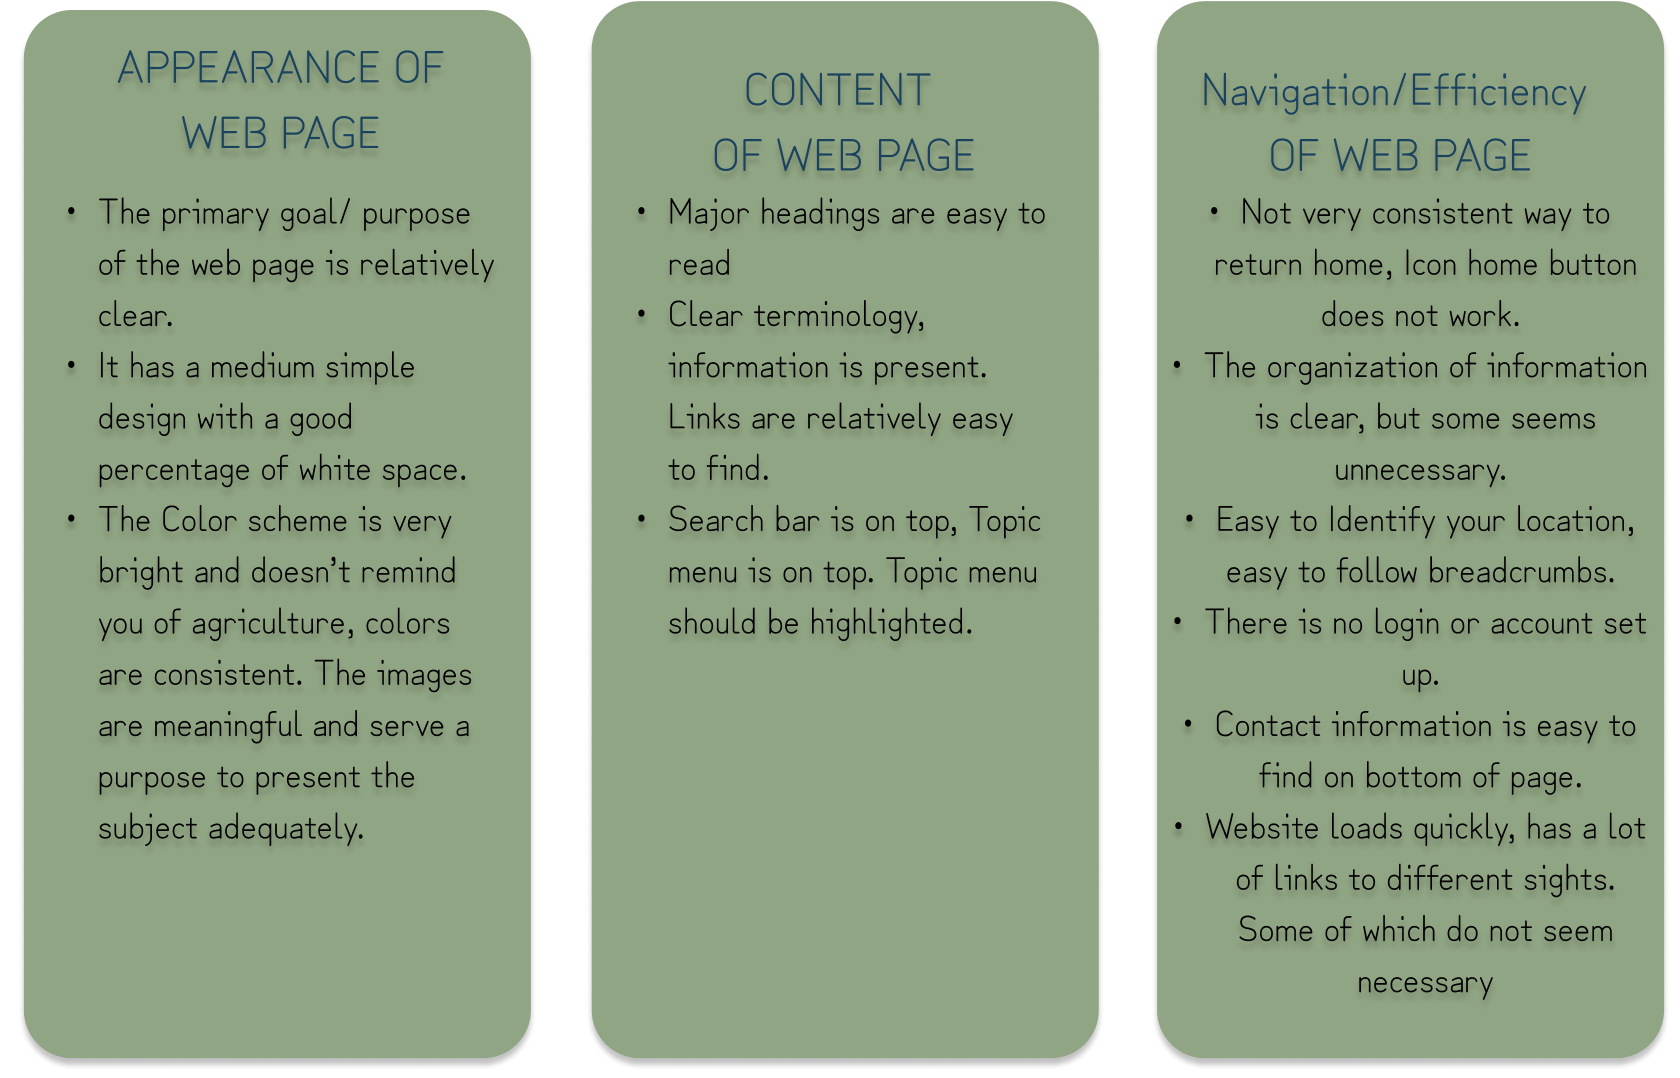 APPEARANCE OF
WEB PAGE
• The primary goal/ purpose
of the web page is relatively
clear.
• It has a medium simple
design with a good
percentage of white space.
• The Color scheme is very
bright and doesn't remind
you of agriculture, colors
are consistent. The images
are meaningful and serve a
purpose to present the
subject adequately.
CONTENT
OF WEB PAGE
• Major headings are easy to
read
• Clear terminology,
information is present.
Links are relatively easy
to find.
• Search bar is on top, Topic
menu is on top. Topic menu
should be highlighted.
Navigation/Efficiency
OF WEB PAGE
• Not very consistent way to
return home, Icon home button
does not work.
• The organization of information
is clear, but some seems
unnecessary.
• Easy to Identify your location,
easy to follow breadcrumbs.
• There is no login or account set
up.
• Contact information is easy to
find on bottom of page.
• Website loads quickly, has a lot
of links to different sights.
Some of which do not seem
necessary